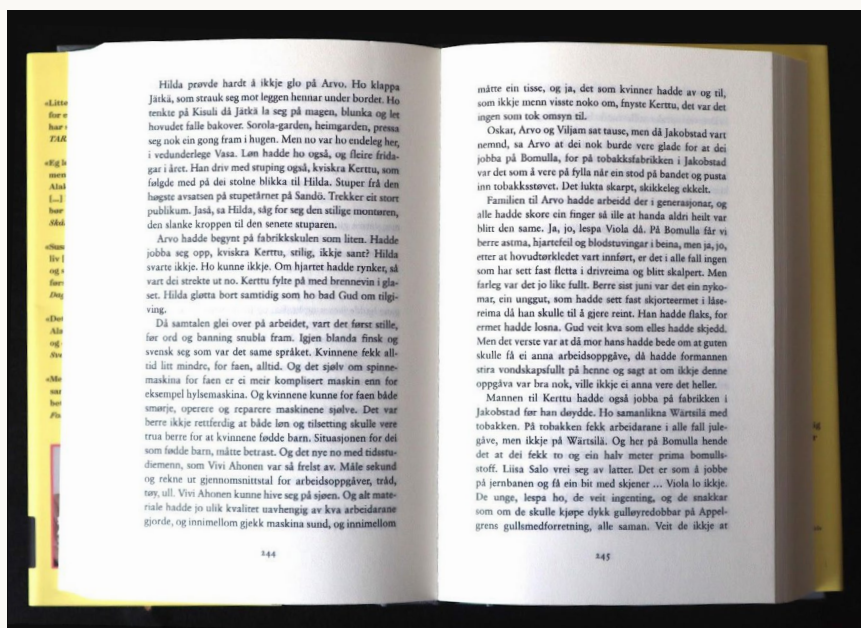 Hilda prøvde hardt å ikkje glo på Arvo. Ho klappa
Jätkä, som strauk seg mot leggen hennar under bordet. Ho
tenkte på Kisuli då Jätkä la seg på magen, blunka og let
hovudet falle bakover. Sorola-garden, heimgarden, pressa
seg nok ein gong fram i hugen. Men no var ho endeleg her,
i vedunderlege Vasa. Løn hadde ho også, og fleire frida-
gar i året. Han driv med stuping også, kviskra Kerttu, som
følgde med på dei stolne blikka til Hilda. Stuper frå den
høgste avsatsen på stupetårnet på Sandö. Trekker eit stort
publikum. Jaså, sa Hilda, såg for seg den stilige montøren,
den slanke kroppen til den senete stuparen.
Arvo hadde begynt på fabrikkskulen som liten. Hadde
jobba seg opp, kviskra Kerttu, stilig, ikkje sant? Hilda
svarte ikkje. Ho kunne ikkje. Om hjartet hadde rynker, så
vart dei strekte ut no. Kerttu fylte på med brennevin i gla-
set. Hilda gløtta bort samtidig som ho bad Gud om tilgi-
ving.
Då samtalen glei over på arbeidet, vart det først stille,
før ord og banning snubla fram. Igjen blanda finsk og
svensk seg som var det same språket. Kvinnene fekk all-
tid litt mindre, for faen, alltid. Og det sjølv om spinne-
maskina for faen er ei meir komplisert maskin enn for
eksempel hylsemaskina. Og kvinnene kunne for faen både
smørje, operere og reparere maskinene sjølve. Det var
berre ikkje rettferdig at både løn og tilsetting skulle vere
trua berre for at kvinnene fødde barn. Situasjonen for dei
som fødde barn, måtte betrast. Og det nye no med tidsstu-
diemenn, som Vivi Ahonen var så frelst av. Måle sekund
og rekne ut gjennomsnittstal for arbeidsoppgåver, tråd,
tøy, ull. Vivi Ahonen kunne hive seg på sjøen. Og alt mate-
riale hadde jo ulik kvalitet uavhengig av kva arbeidarane
gjorde, og innimellom gjekk maskina sund, og innimellom
244
måtte ein tisse, og ja, det som kvinner hadde av og til,
som ikkje menn visste noko om, fnyste Kerttu, det var det
ingen som tok omsyn til.
Oskar, Arvo og Viljam sat tause, men då Jakobstad vart
nemnd, sa Arvo at dei nok burde vere glade for at dei
jobba på Bomulla, for på tobakksfabrikken i Jakobstad
var det som å vere på fylla når ein stod på bandet og pusta
inn tobakksstøvet. Det lukta skarpt, skikkeleg ekkelt.
Familien til Arvo hadde arbeidd der i generasjonar, og
alle hadde skore ein finger så ille at handa aldri heilt var
blitt den same. Ja, jo, lespa Viola då. På Bomulla får vi
berre astma, hjartefeil og blodstuvingar i beina, men ja, jo,
etter at hovudtørkledet vart innført, er det i alle fall ingen
som har sett fast fletta i drivreima og blitt skalpert. Men
farleg var det jo like fullt. Berre sist juni var det ein nyko-
mar, ein unggut, som hadde sett fast skjorteermet i låse-
reima då han skulle til å gjere reint. Han hadde flaks, for
ermet hadde losna. Gud veit kva som elles hadde skjedd.
Men det verste var at då mor hans hadde bede om at guten
skulle få ei anna arbeidsoppgåve, då hadde formannen
stira vondskapsfullt på henne og sagt at om ikkje denne
oppgåva var bra nok, ville ikkje ei anna vere det heller.
Mannen til Kerttu hadde også jobba på fabrikken i
Jakobstad før han døydde. Ho samanlikna Wärtsilä med
tobakken. På tobakken fekk arbeidarane i alle fall jule-
gåve, men ikkje på Wärtsilä. Og her på Bomulla hende
det at dei fekk to og ein halv meter prima bomulls-
stoff. Liisa Salo vrei seg av latter. Det er som å jobbe
på jernbanen og få ein bit med skjener ... Viola lo ikkje.
De unge, lespa ho, de veit ingenting, og de snakkar
som om de skulle kjøpe dykk gulløyredobbar på Appel-
grens gullsmedforretning, alle saman. Veit de ikkje at
245